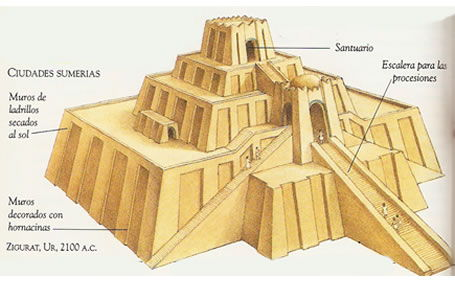 Santuario
Escalera para las
procesiones
CIUDADES SUMERIAS
Muros de
ladrillos
secados
al sol
Muros
decorados con
hornacinas
ZIGURAT, UR, 2100 A.C.